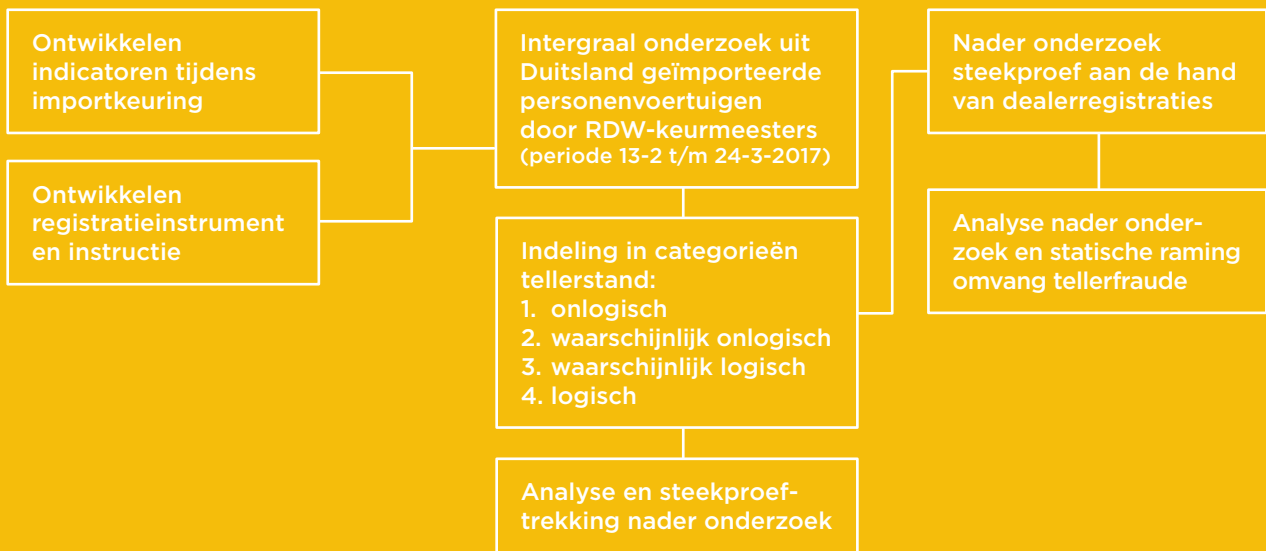 Ontwikkelen
indicatoren tijdens
importkeuring
Ontwikkelen
registratieinstrument
en instructie
Intergraal onderzoek uit
Duitsland geïmporteerde
personenvoertuigen
door RDW-keurmeesters
(periode 13-2 t/m 24-3-2017)
Indeling in categorieën
tellerstand:
1. onlogisch
2. waarschijnlijk onlogisch
3. waarschijnlijk logisch
4. logisch
Analyse en steekproef-
trekking nader onderzoek
Nader onderzoek
steekproef aan de hand
van dealerregistraties
Analyse nader onder-
zoek en statische raming
omvang tellerfraude